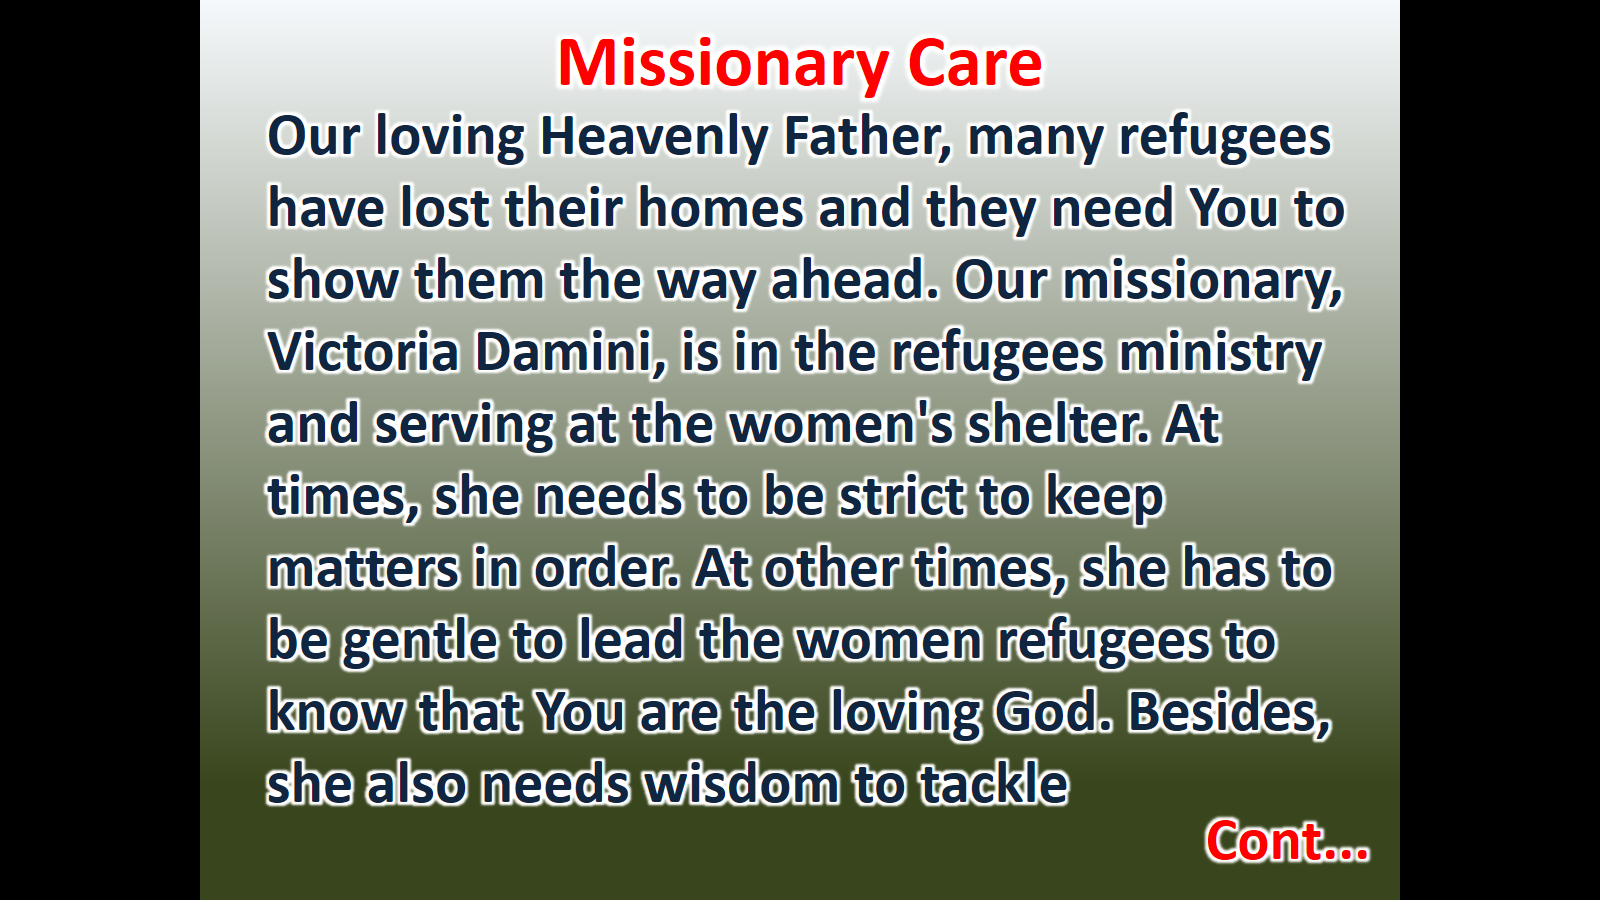 Missionary Care
Our loving Heavenly Father, many refugees
have lost their homes and they need You to
show them the way ahead. Our missionary,
Victoria Damini, is in the refugees ministry
and serving at the women's shelter. At
times, she needs to be strict to keep
matters in order. At other times, she has to
be gentle to lead the women refugees to
know that You are the loving God. Besides,
she also needs wisdom to tackle
Cont...